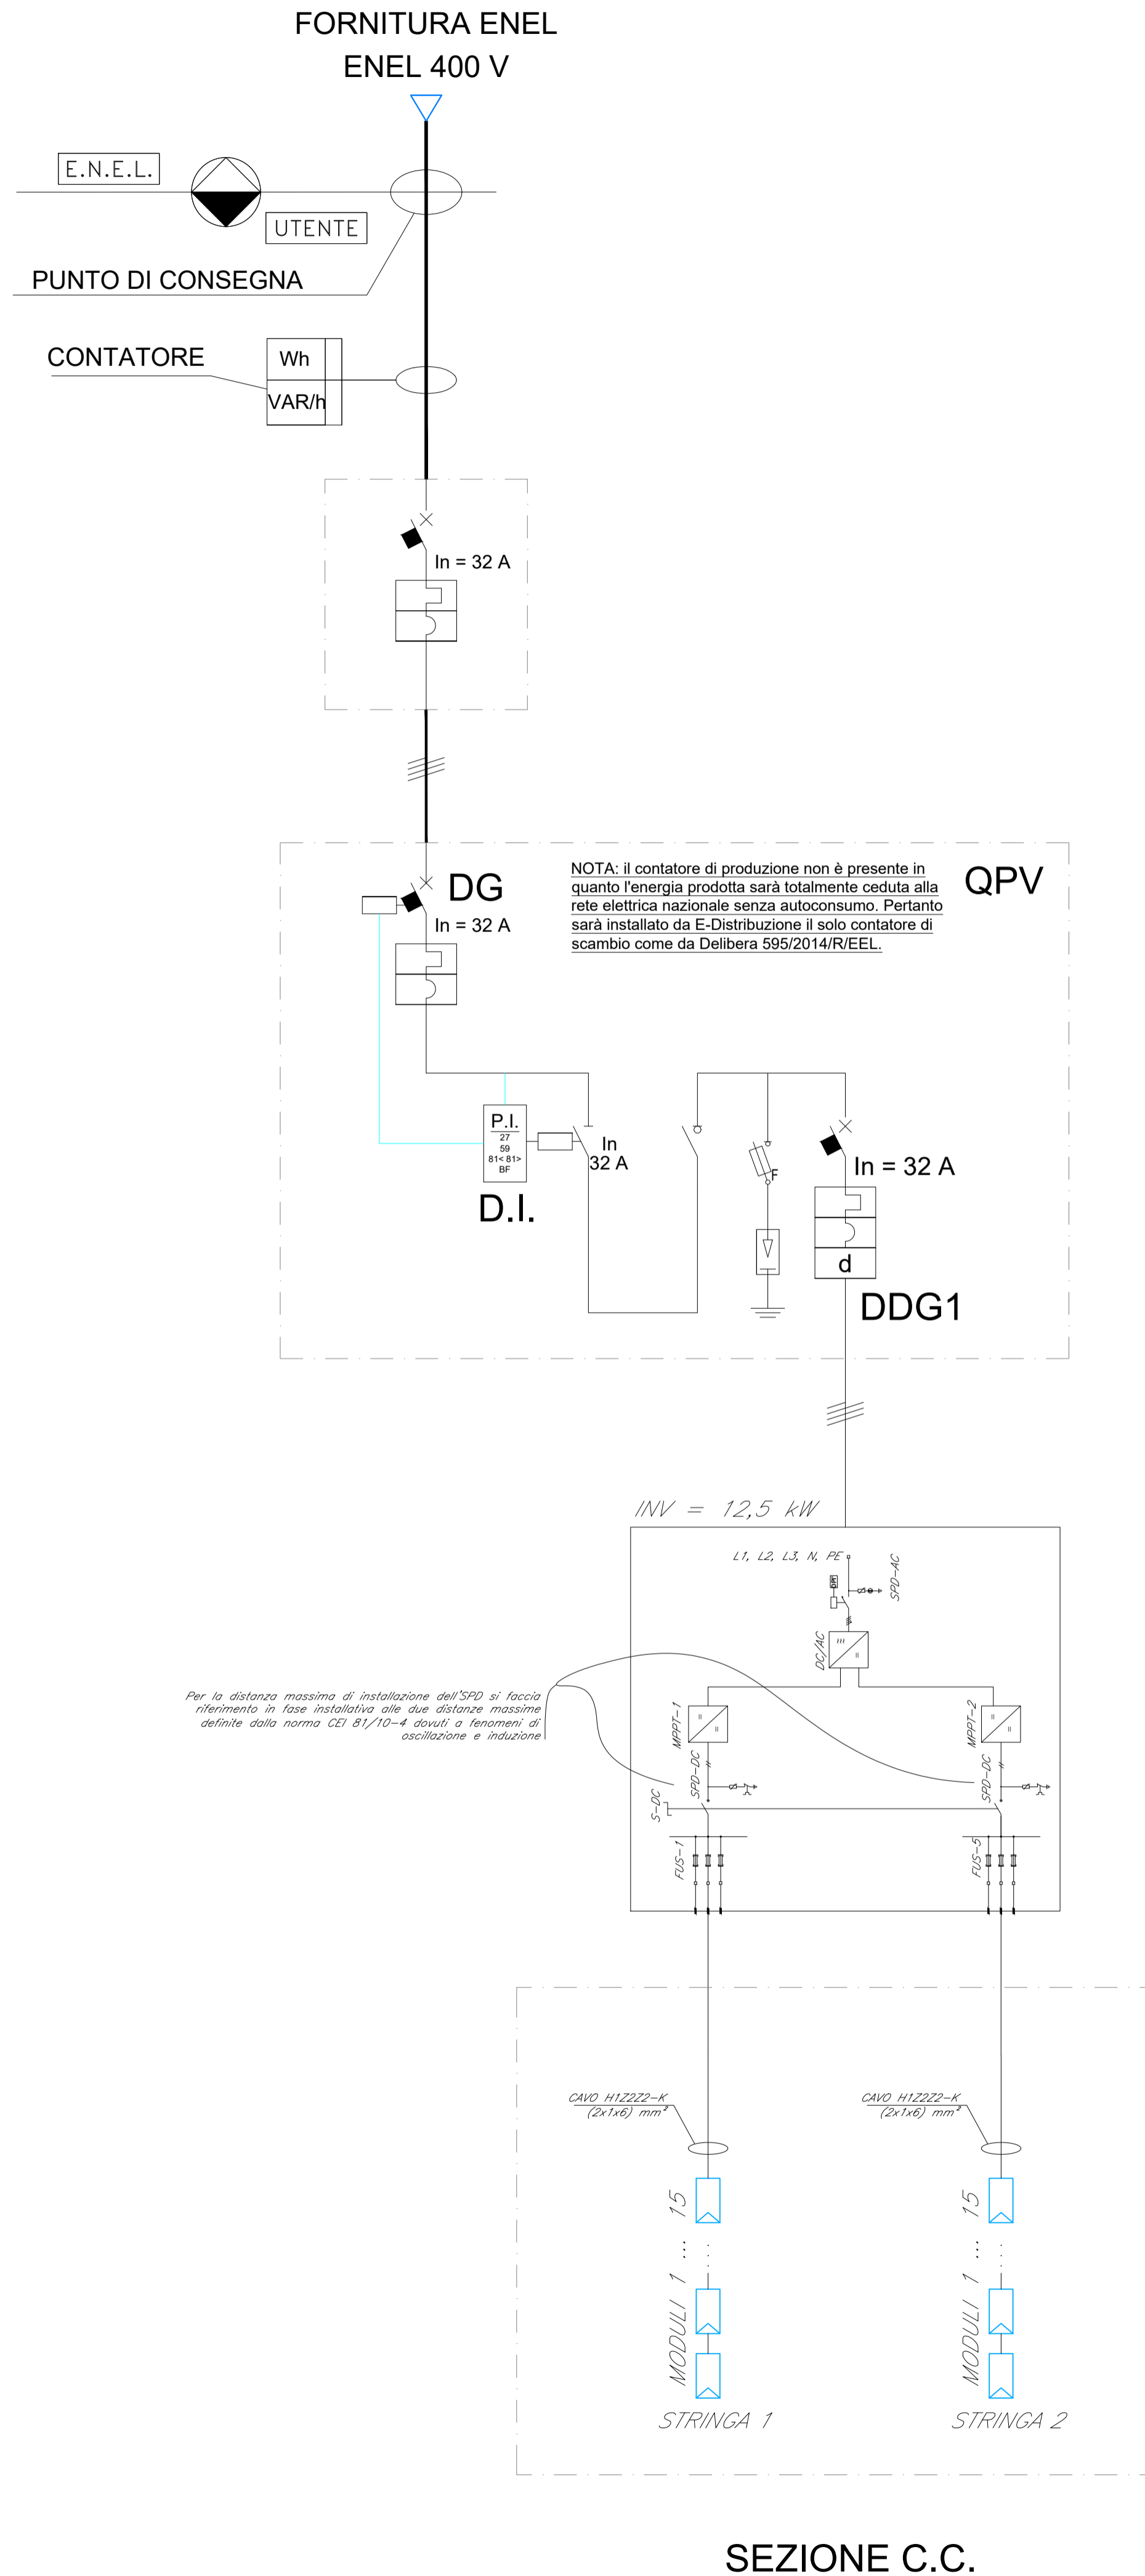 FORNITURA ENEL
ENEL 400 V
E.N.E.L.
UTENTE
PUNTO DI CONSEGNA
CONTATORE
Wh
VAR/h
In = 32 A
DG
In = 32 A
NOTA: il contatore di produzione non è presente in
quanto l'energia prodotta sarà totalmente ceduta alla
rete elettrica nazionale senza autoconsumo. Pertanto
sarà installato da E-Distribuzione il solo contatore di
scambio come da Delibera 595/2014/R/EEL.
QPV
P.I.
27
59
81< 81>
BF
D.I.
In
32 A
F
In = 32 A
d
DDG1
INV = 12,5 kW
L1, L2, L3, N, PE
SPD-AC
DC/AC
Per la distanza massima di installazione dell'SPD si faccia
riferimento in fase installativa alle due distanze massime
definite dalla norma CEI 81/10-4 dovuti a fenomeni di
oscillazione e induzione
MPPT-1
MPPT-2
SPD-DC
SPD-DC
S-DC
FUS-1
FUS-5
CAVO H1Z2Z2-K
(2x1x6) mm²
CAVO H1Z2Z2-K
(2x1x6) mm²
MODULI 1 ... 15
MODULI 1 ... 15
STRINGA 1
STRINGA 2
SEZIONE C.C.